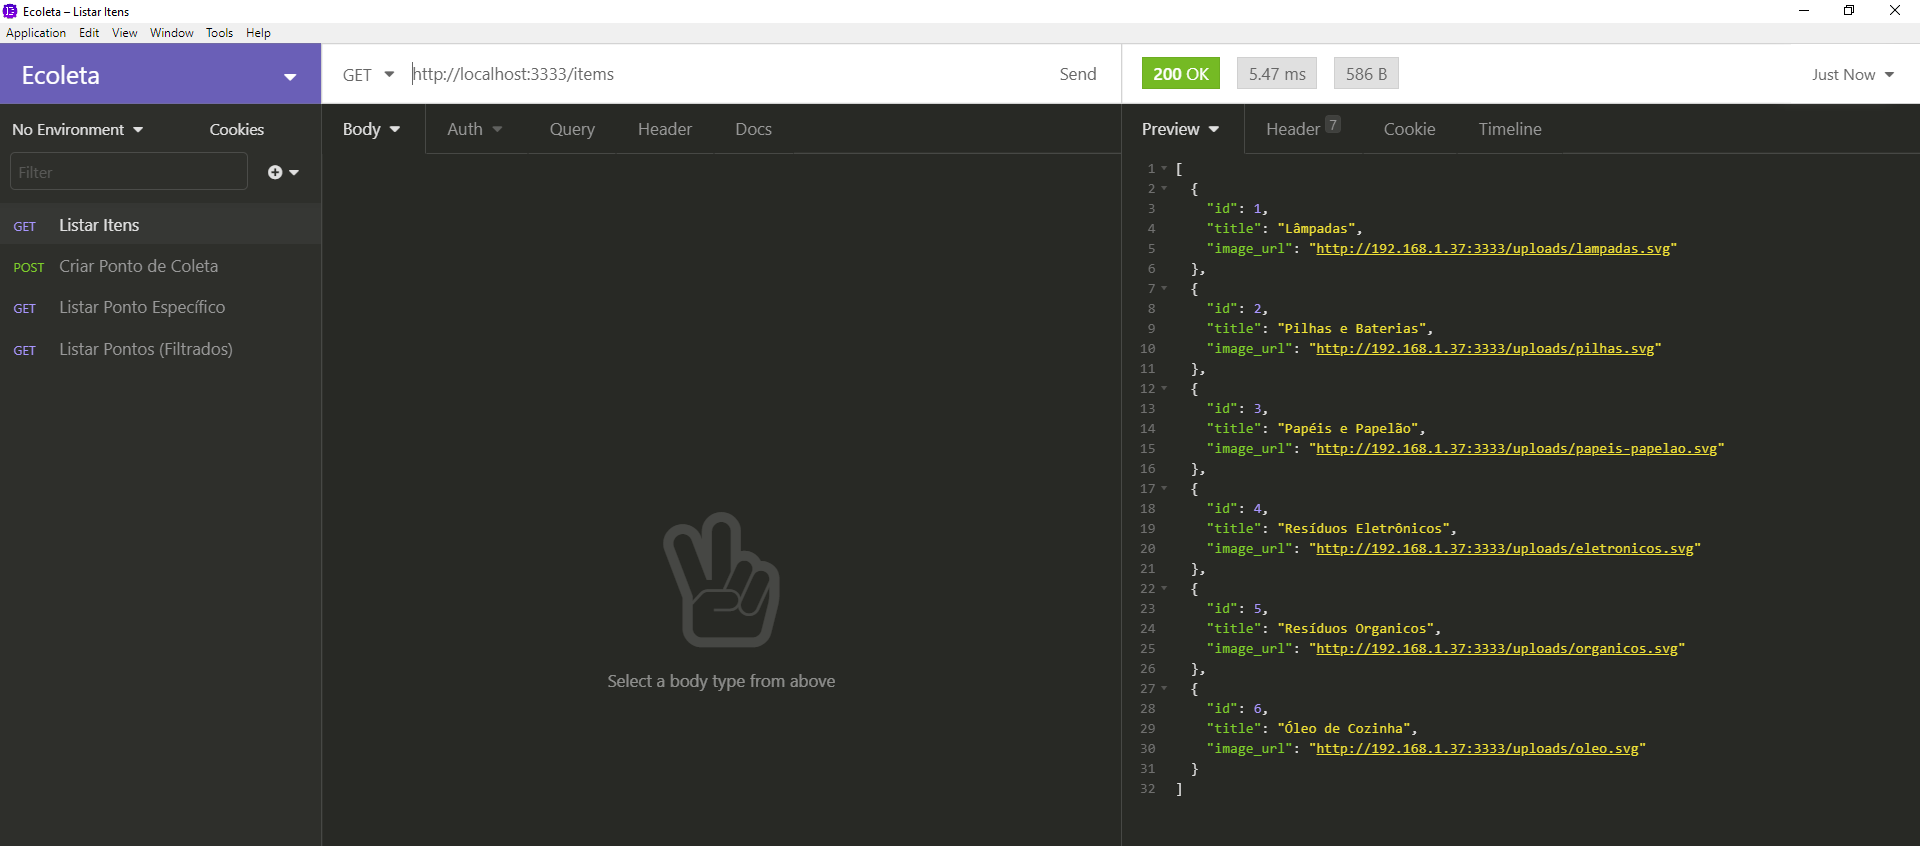 Ecoleta – Listar Itens
Application Edit View Window Tools Help
Ecoleta
GET http://localhost:3333/items Send
200 OK 5.47 ms 586 B Just Now
No Environment Cookies
Filter
GET Listar Itens
POST Criar Ponto de Coleta
GET Listar Ponto Específico
GET Listar Pontos (Filtrados)
Body Auth Query Header Docs
Select a body type from above
Preview Header 7 Cookie Timeline
1 [
2 {
3 "id": 1,
4 "title": "Lâmpadas",
5 "image_url": "http://192.168.1.37:3333/uploads/lampadas.svg"
6 },
7 {
8 "id": 2,
9 "title": "Pilhas e Baterias",
10 "image_url": "http://192.168.1.37:3333/uploads/pilhas.svg"
11 },
12 {
13 "id": 3,
14 "title": "Papéis e Papelão",
15 "image_url": "http://192.168.1.37:3333/uploads/papeis-papelao.svg"
16 },
17 {
18 "id": 4,
19 "title": "Resíduos Eletrônicos",
20 "image_url": "http://192.168.1.37:3333/uploads/eletronicos.svg"
21 },
22 {
23 "id": 5,
24 "title": "Resíduos Organicos",
25 "image_url": "http://192.168.1.37:3333/uploads/organicos.svg"
26 },
27 {
28 "id": 6,
29 "title": "Óleo de Cozinha",
30 "image_url": "http://192.168.1.37:3333/uploads/oleo.svg"
31 }
32 ]